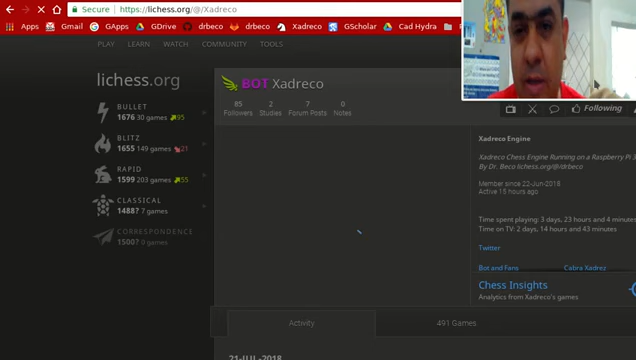 Secure https://lichess.org/@/Xadreco
Apps Gmail GApps GDrive drbeco drbeco Xadreco GScholar Cad Hydra
PLAY LEARN WATCH COMMUNITY TOOLS
lichess.org
BOT Xadreco
85 2 7 0
Followers Studies Forum Posts Notes
Following
BULLET
1676 30 games 95
BLITZ
1655 149 games 21
RAPID
1599 203 games 55
CLASSICAL
1488? 7 games
CORRESPONDENCE
1500? 0 games
Xadreco Engine
Xadreco Chess Engine Running on a Raspberry Pi 3
By Dr. Beco lichess.org/@/drbeco
Member since 22-Jun-2018
Active 15 hours ago
Time spent playing: 3 days, 23 hours and 4 minutes
Time on TV: 2 days, 14 hours and 43 minutes
Twitter
Bot and Fans Cabra Xadrez
Chess Insights
Analytics from Xadreco's games
Activity 491 Games
21-JUL-2018